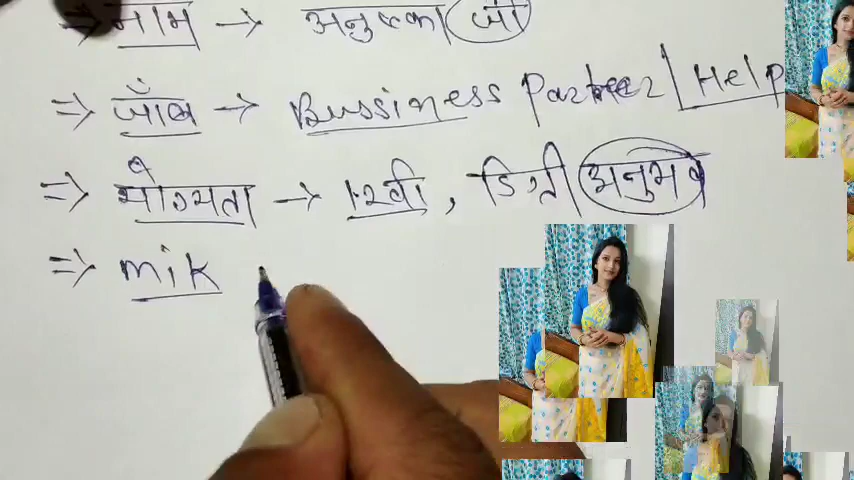 ⇒ नाम → अनुष्का जी
⇒ जॉब → Bussiness Partner | Help
⇒ योग्यता → 12वी, डिग्री अनुभव
⇒ mik